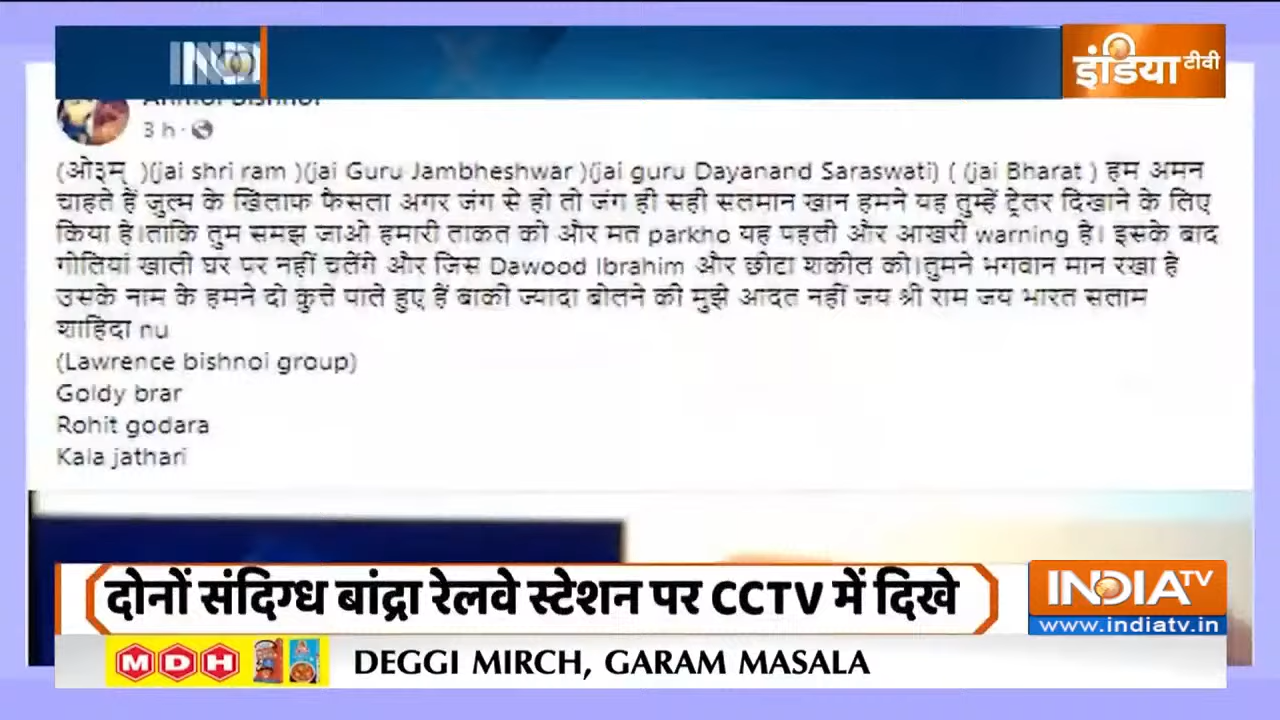 इंडिया टीवी
Anmol Bishnoi
3 h ·
(ओ३म् )(jai shri ram )(jai Guru Jambheshwar )(jai guru Dayanand Saraswati) ( (jai Bharat ) हम अमन
चाहते हैं जुल्म के खिलाफ फैसला अगर जंग से हो तो जंग ही सही सलमान खान हमने यह तुम्हें ट्रेलर दिखाने के लिए
किया है।ताकि तुम समझ जाओ हमारी ताकत को और मत parkho यह पहली और आखरी warning है। इसके बाद
गोलियां खाली घर पर नहीं चलेंगे और जिस Dawood Ibrahim और छोटा शकील को।तुमने भगवान मान रखा है
उसके नाम के हमने दो कुत्ते पाले हुए हैं बाकी ज्यादा बोलने की मुझे आदत नहीं जय श्री राम जय भारत सलाम
शाहिदा nu
(Lawrence bishnoi group)
Goldy brar
Rohit godara
Kala jathari
दोनों संदिग्ध बांद्रा रेलवे स्टेशन पर CCTV में दिखे
INDIA TV
www.indiatv.in
MDH DEGGI MIRCH, GARAM MASALA